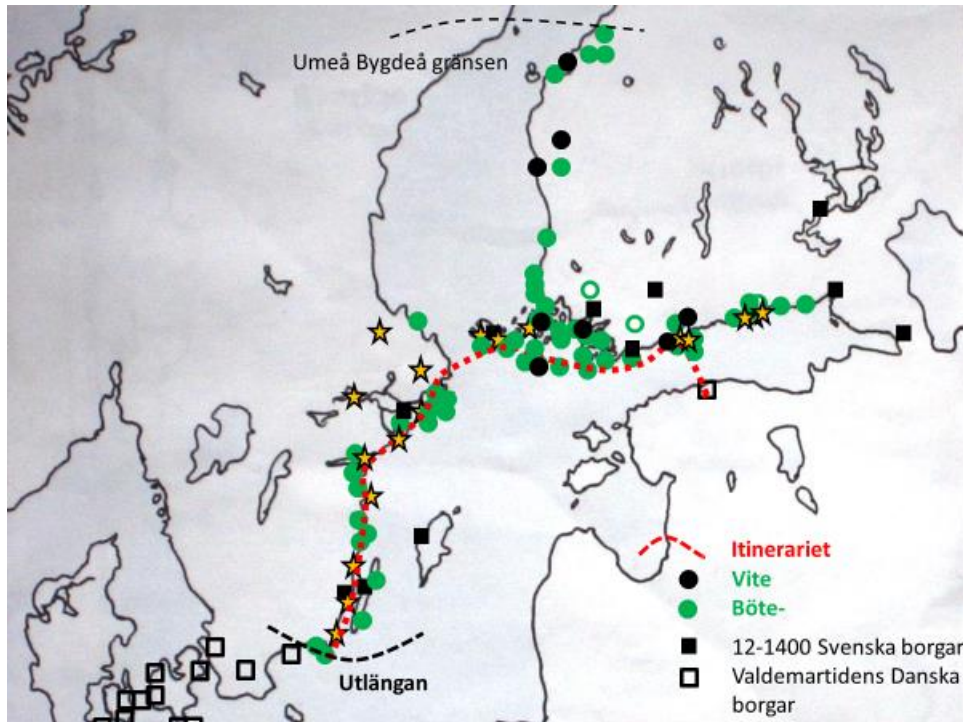 Umeå Bygdeå gränsen
Itinerariet
Vite
Böte-
12-1400 Svenska borgar
Valdemartidens Danska
borgar
Utlängan